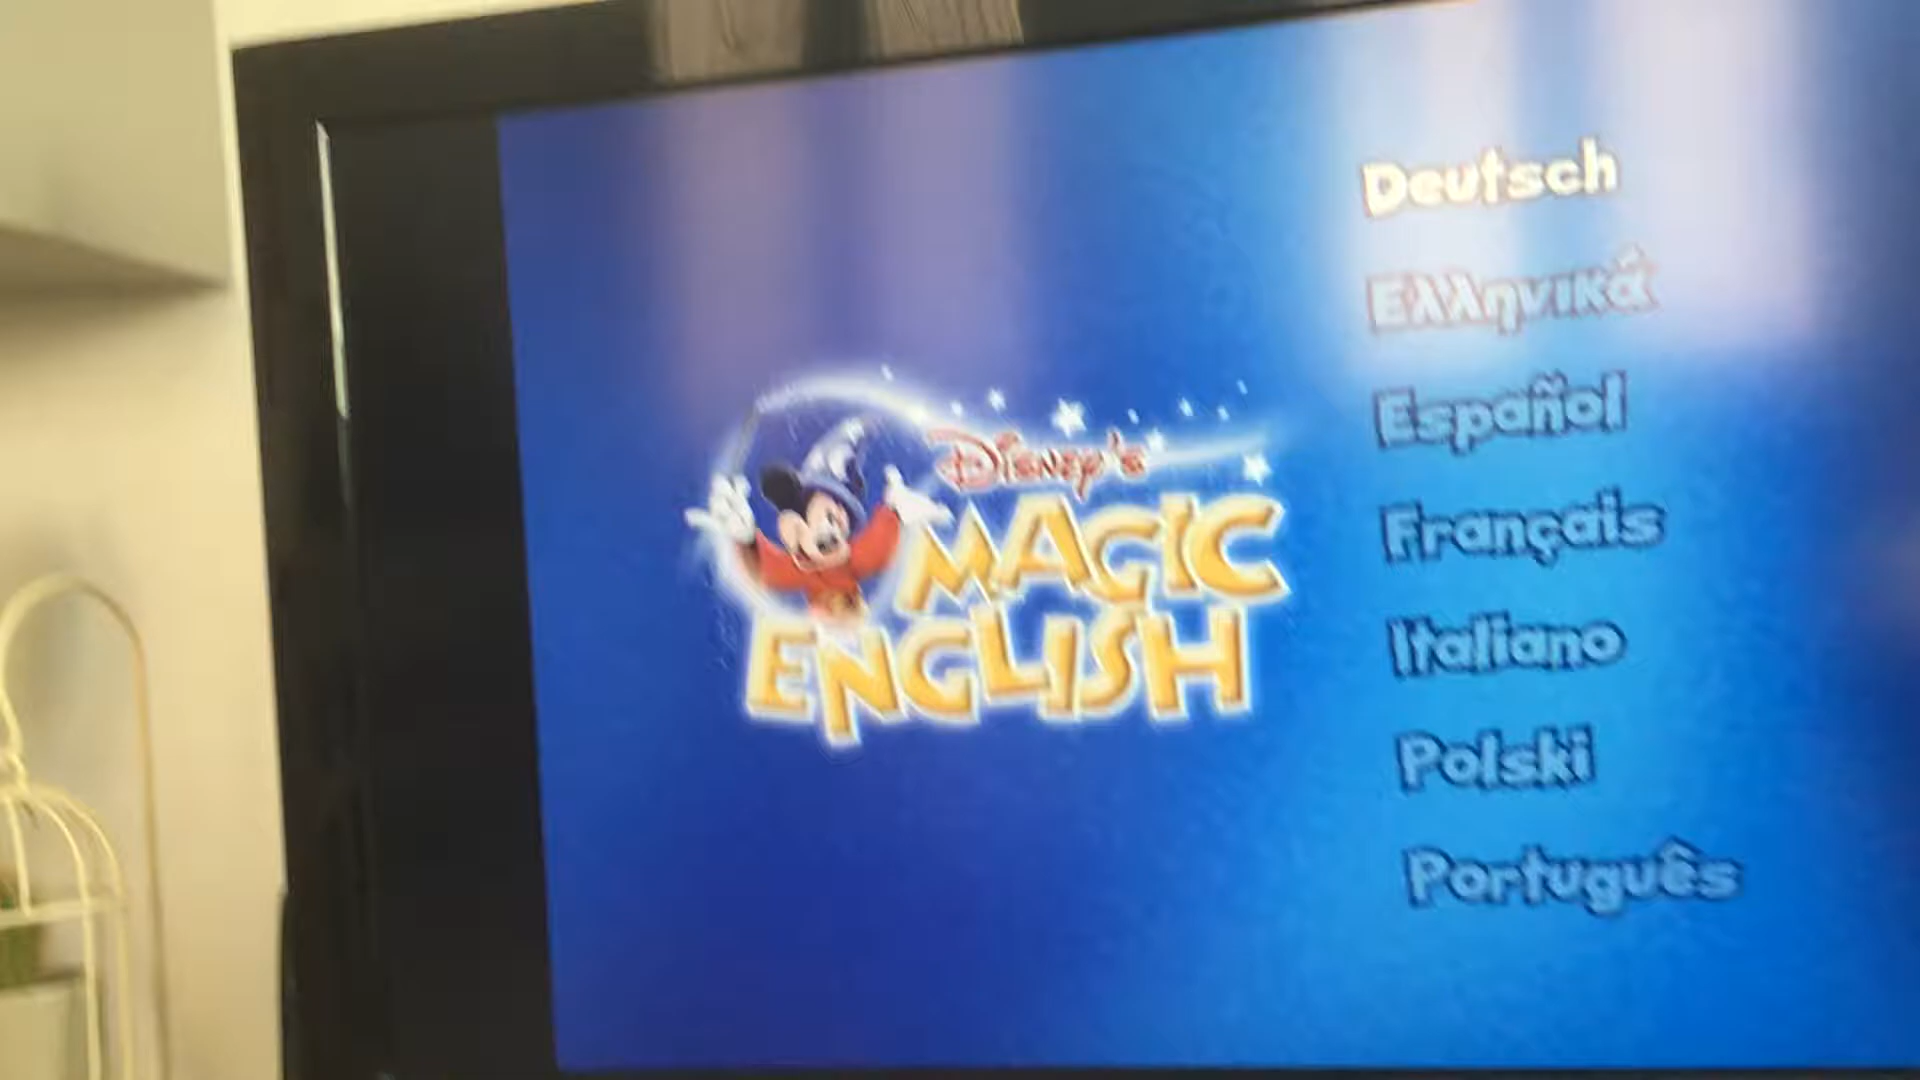 Disney's
MAGIC
ENGLISH
Deutsch
Ελληνικά
Español
Français
Italiano
Polski
Português